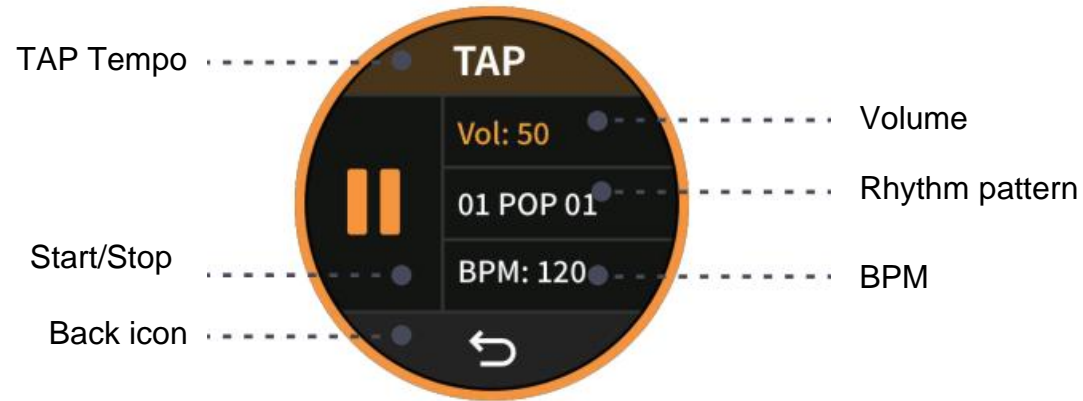 TAP Tempo
TAP
Vol: 50
Volume
01 POP 01
Rhythm pattern
Start/Stop
BPM: 120
BPM
Back icon